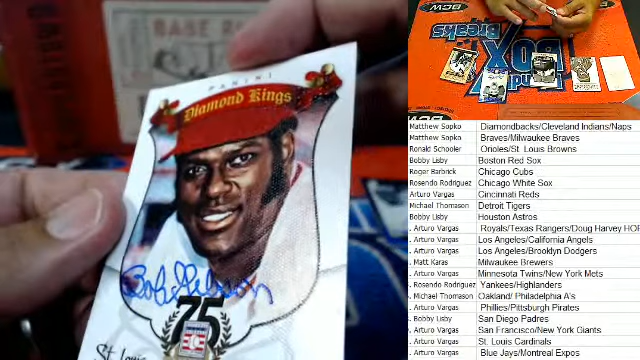 PANINI
Diamond Kings
Bob Gibson
75
St. Louis
BCW
Breaks
BOX
Matthew Sopko Diamondbacks/Cleveland Indians/Naps
Matthew Sopko Braves/Milwaukee Braves
Ronald Schooler Orioles/St. Louis Browns
Bobby Lisby Boston Red Sox
Roger Barbrick Chicago Cubs
Rosendo Rodriguez Chicago White Sox
Arturo Vargas Cincinnati Reds
Michael Thomason Detroit Tigers
Bobby Lisby Houston Astros
. Arturo Vargas Royals/Texas Rangers/Doug Harvey HOF
. Arturo Vargas Los Angeles/California Angels
. Arturo Vargas Los Angeles/Brooklyn Dodgers
. Matt Karas Milwaukee Brewers
. Arturo Vargas Minnesota Twins/New York Mets
. Rosendo Rodriguez Yankees/Highlanders
. Michael Thomason Oakland/ Philadelphia A's
. Arturo Vargas Phillies/Pittsburgh Pirates
. Bobby Lisby San Diego Padres
. Arturo Vargas San Francisco/New York Giants
. Arturo Vargas St. Louis Cardinals
. Arturo Vargas Blue Jays/Montreal Expos